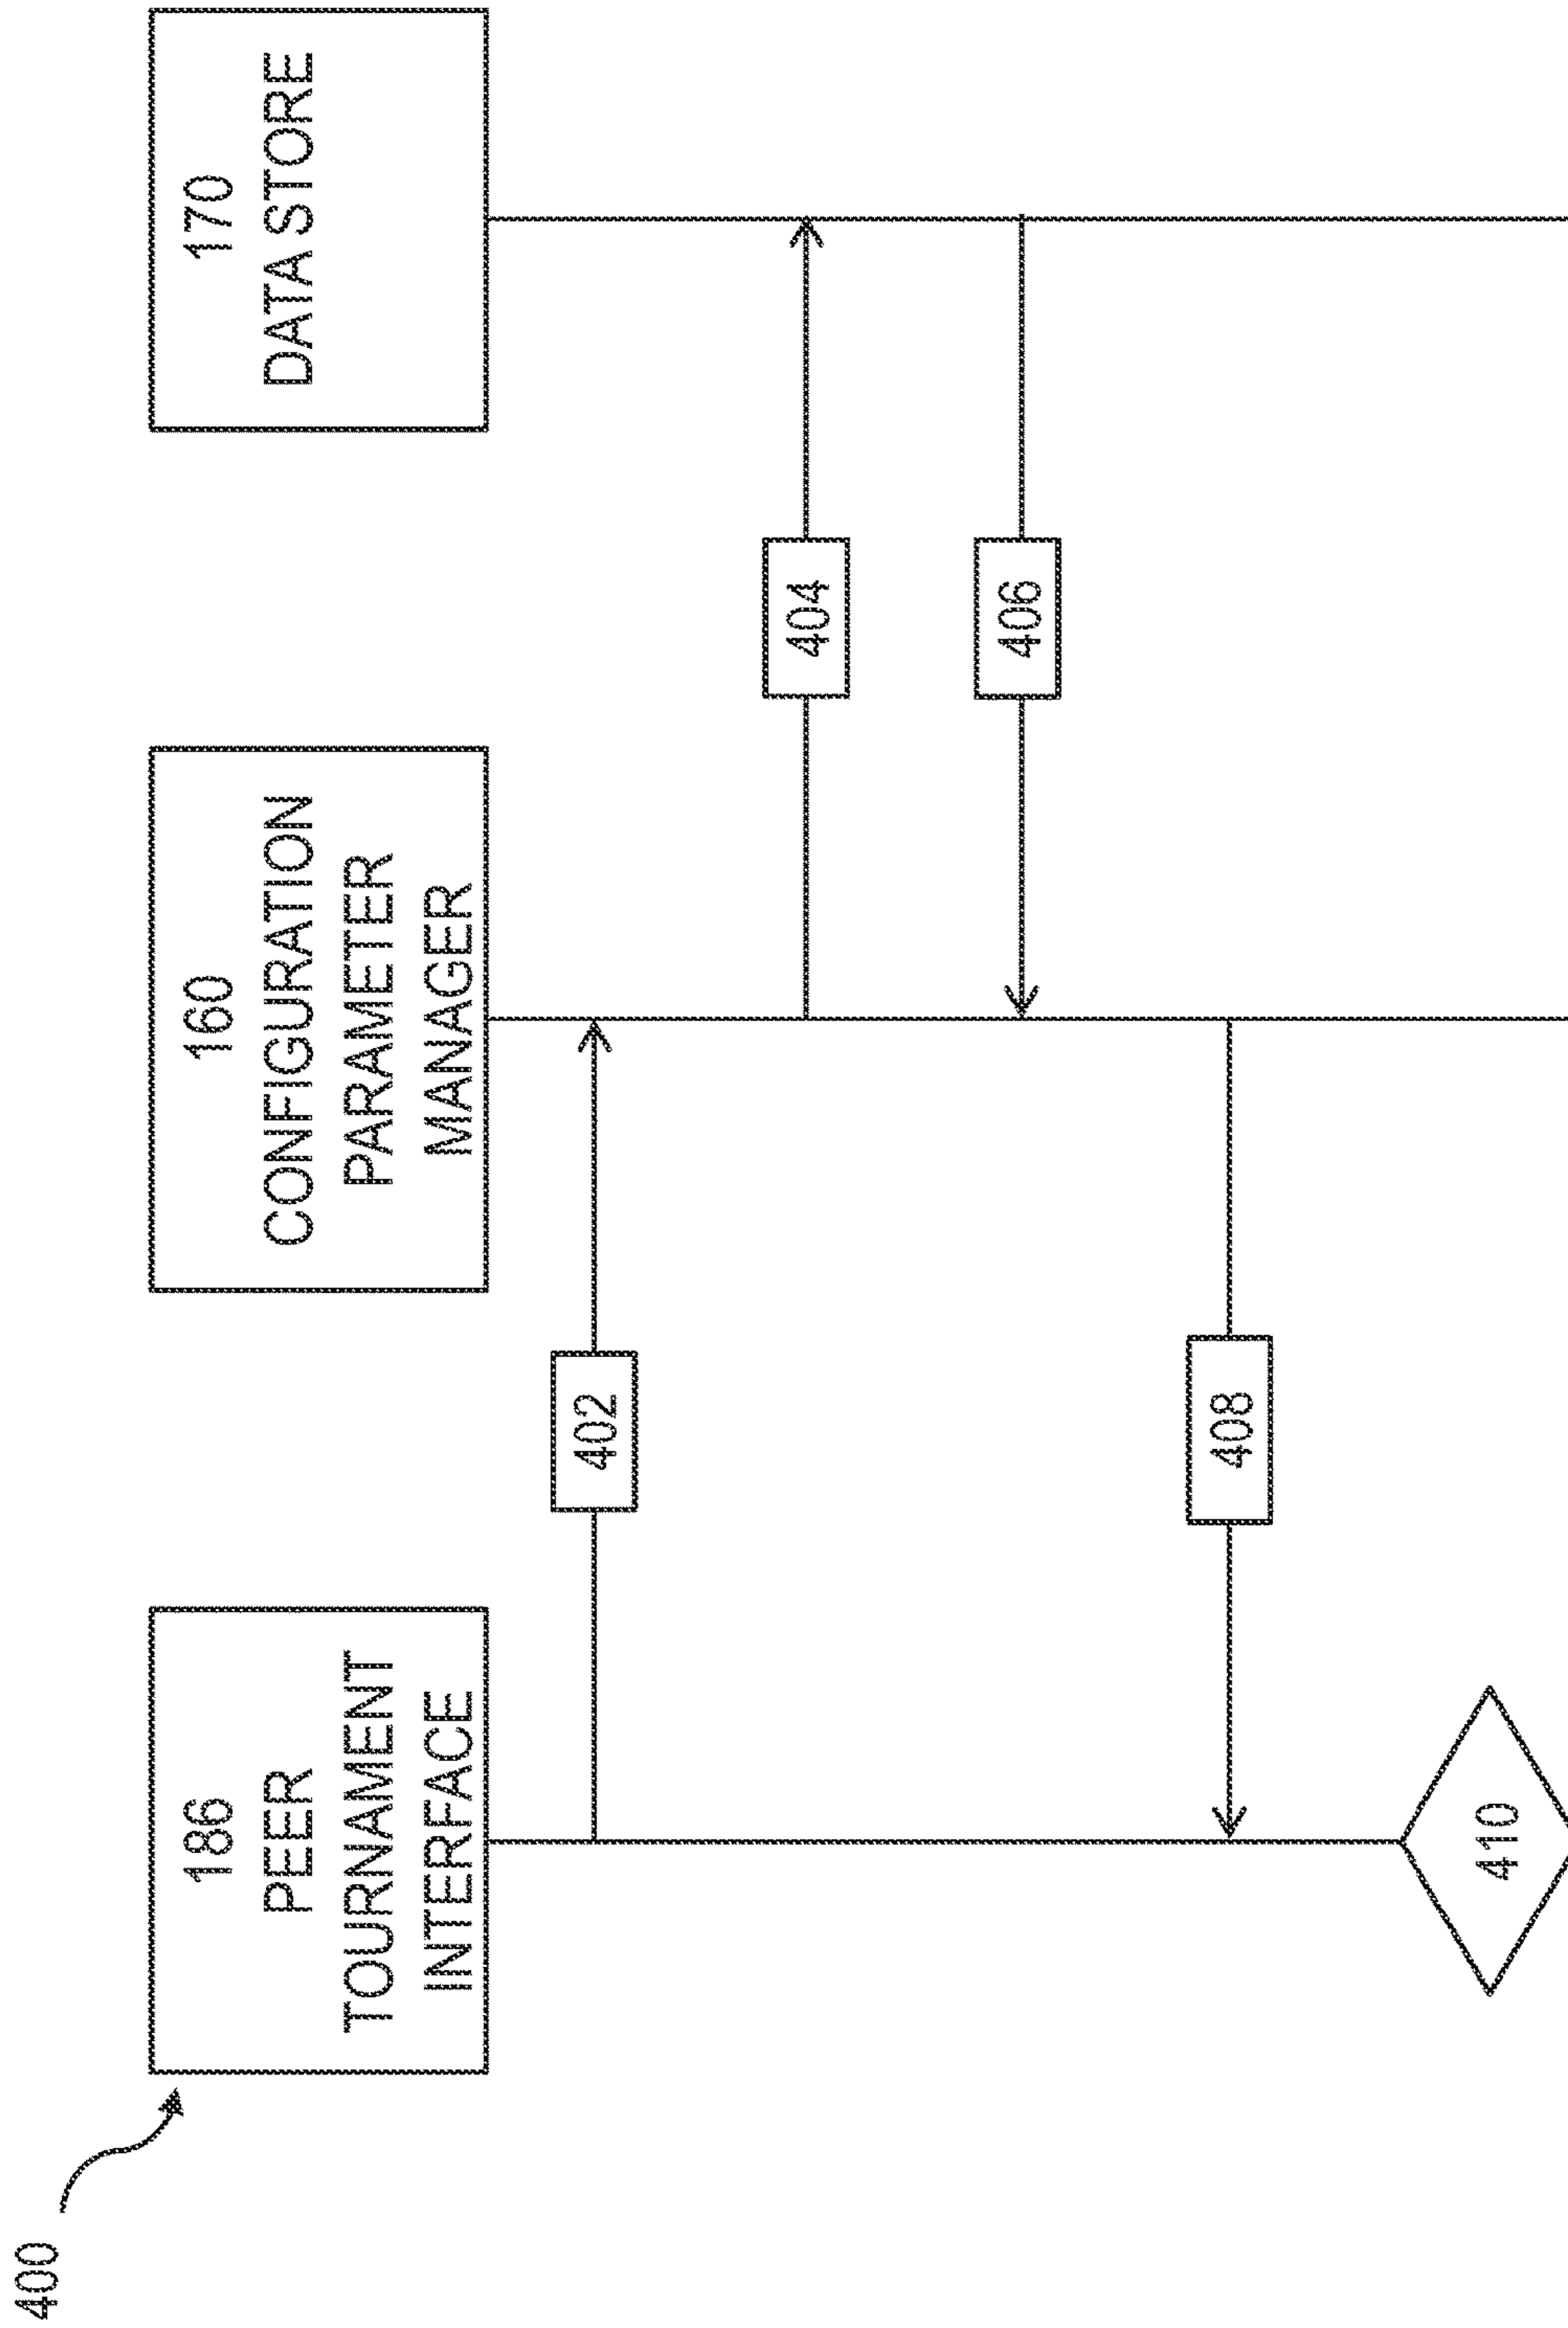 400
186
PEER
TOURNAMENT
INTERFACE
160
CONFIGURATION
PARAMETER
MANAGER
170
DATA STORE
402
404
406
408
410